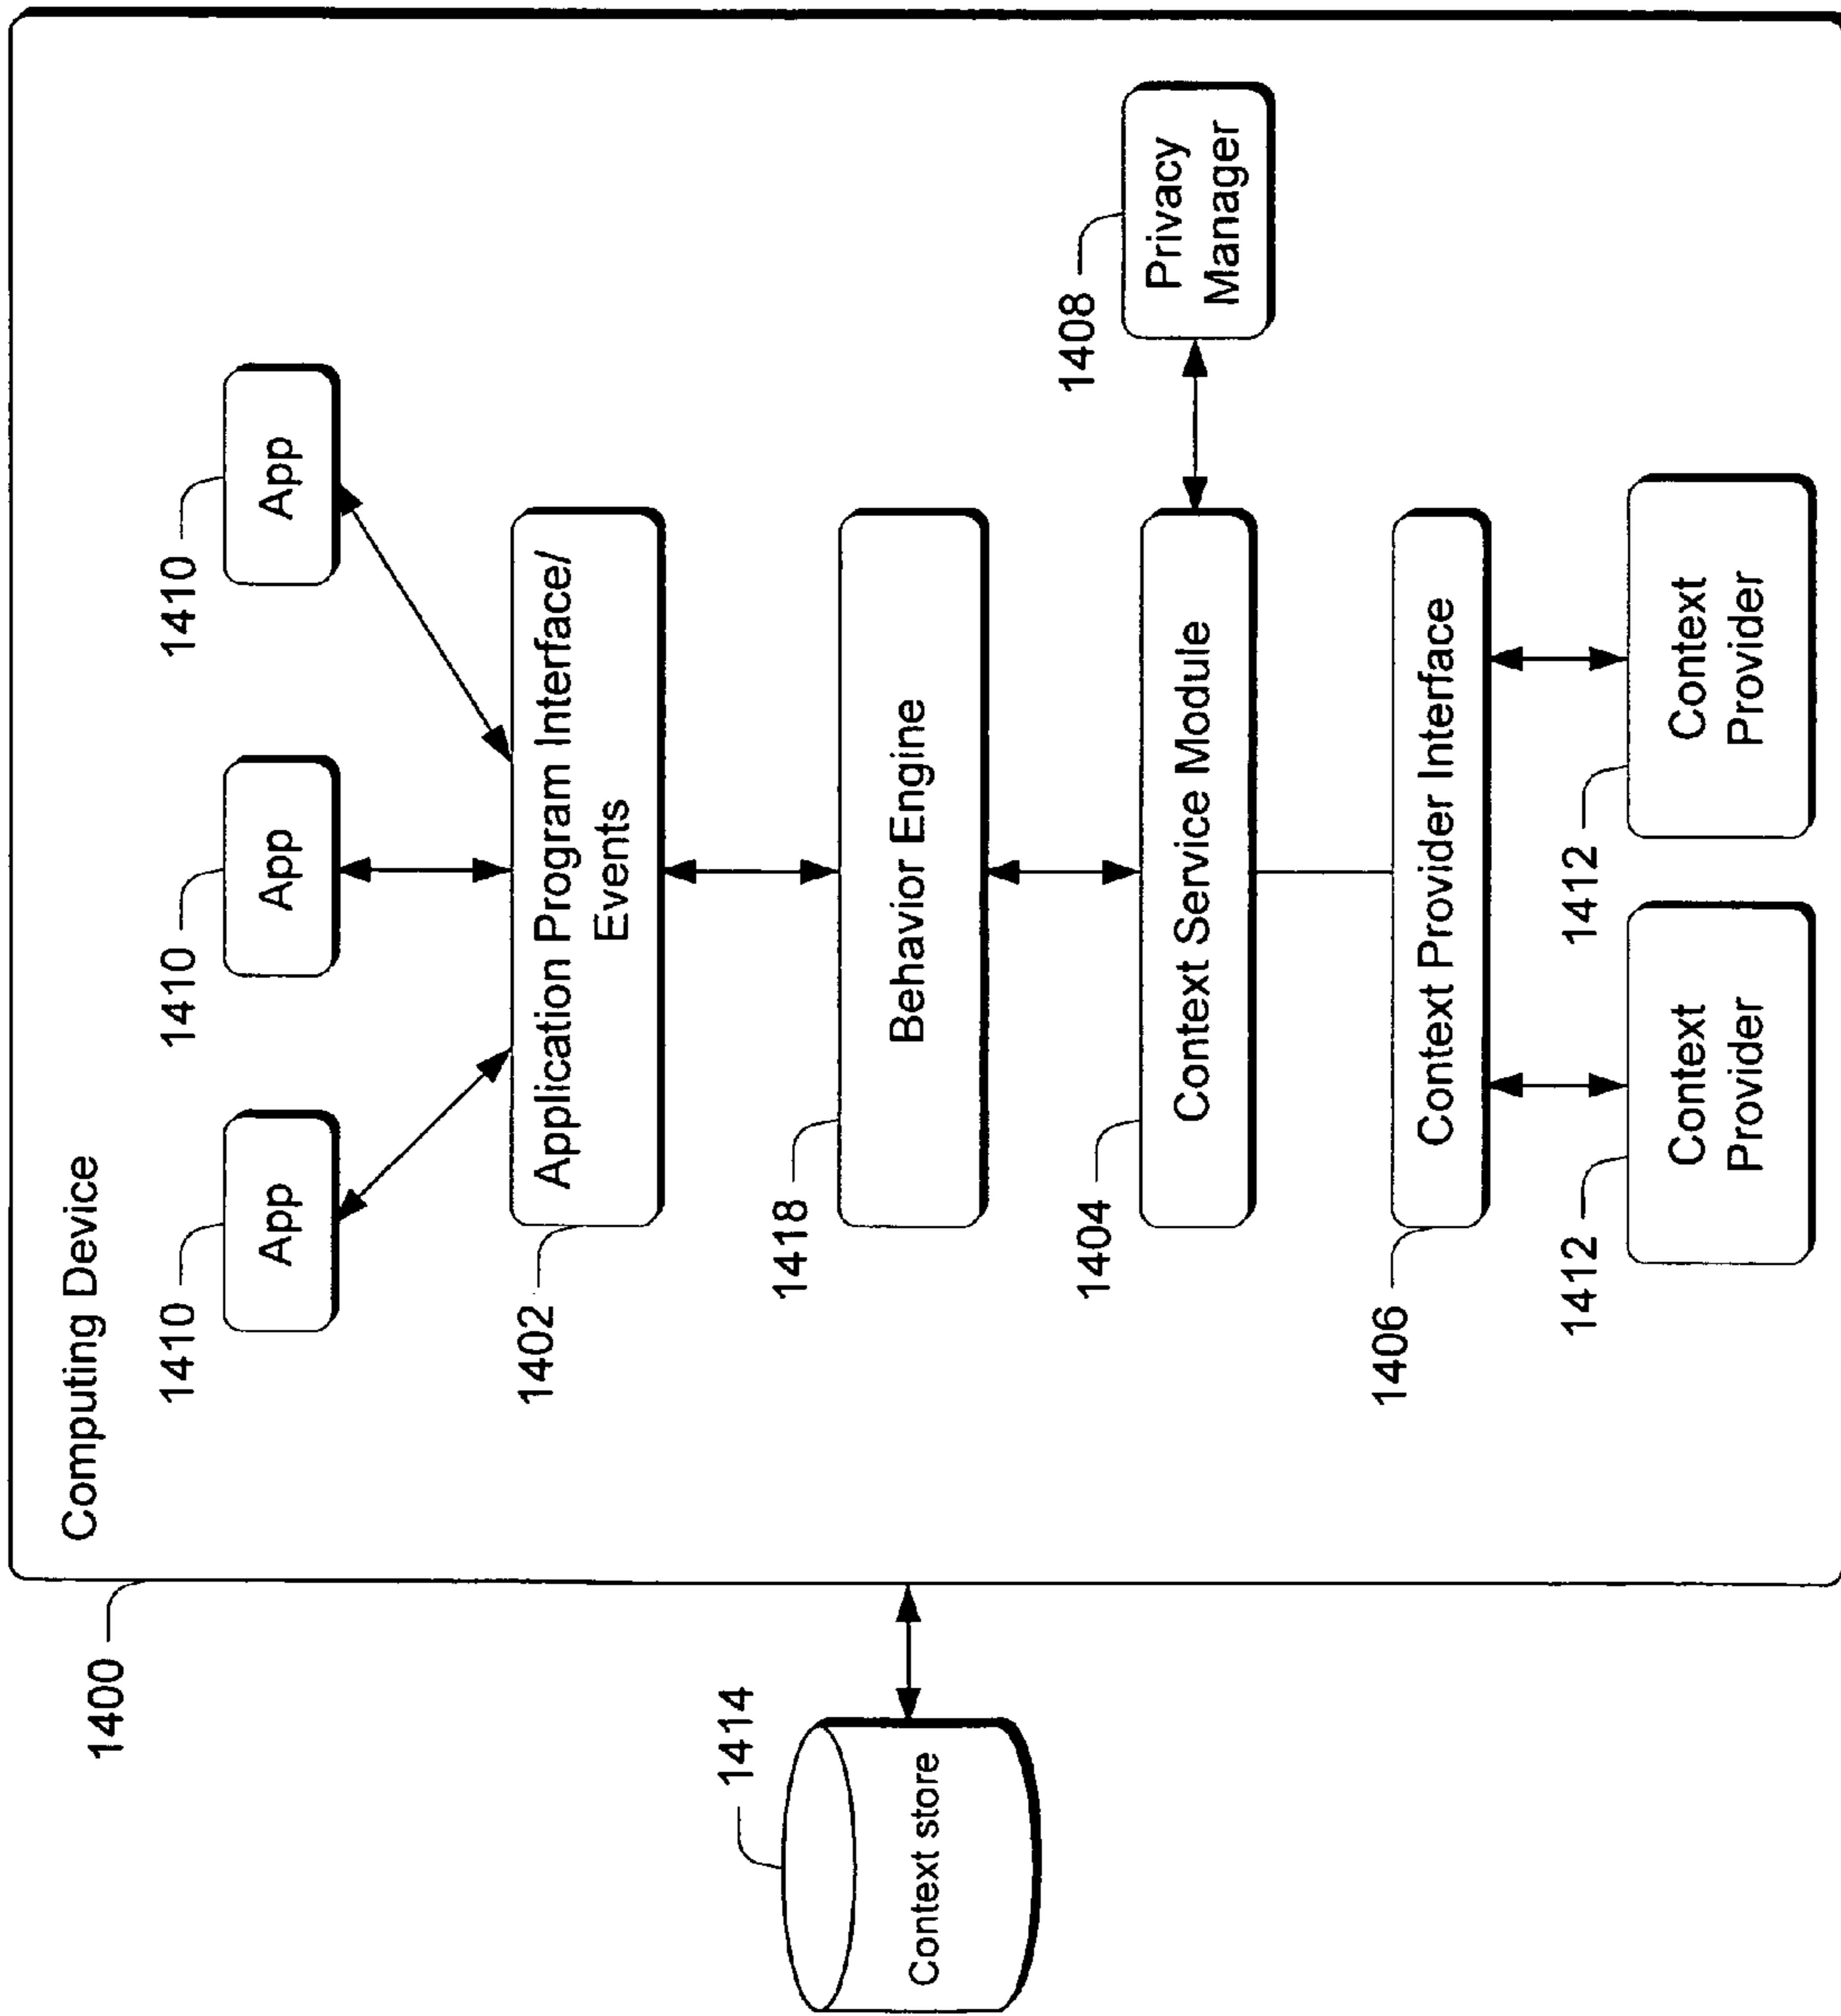 Computing Device
1400
1410
1410
1410
App
App
App
1402
Application Program Interface/
Events
1418
Behavior Engine
1414
Context store
1404
Context Service Module
1408
Privacy
Manager
1406
Context Provider Interface
1412
1412
Context
Provider
Context
Provider